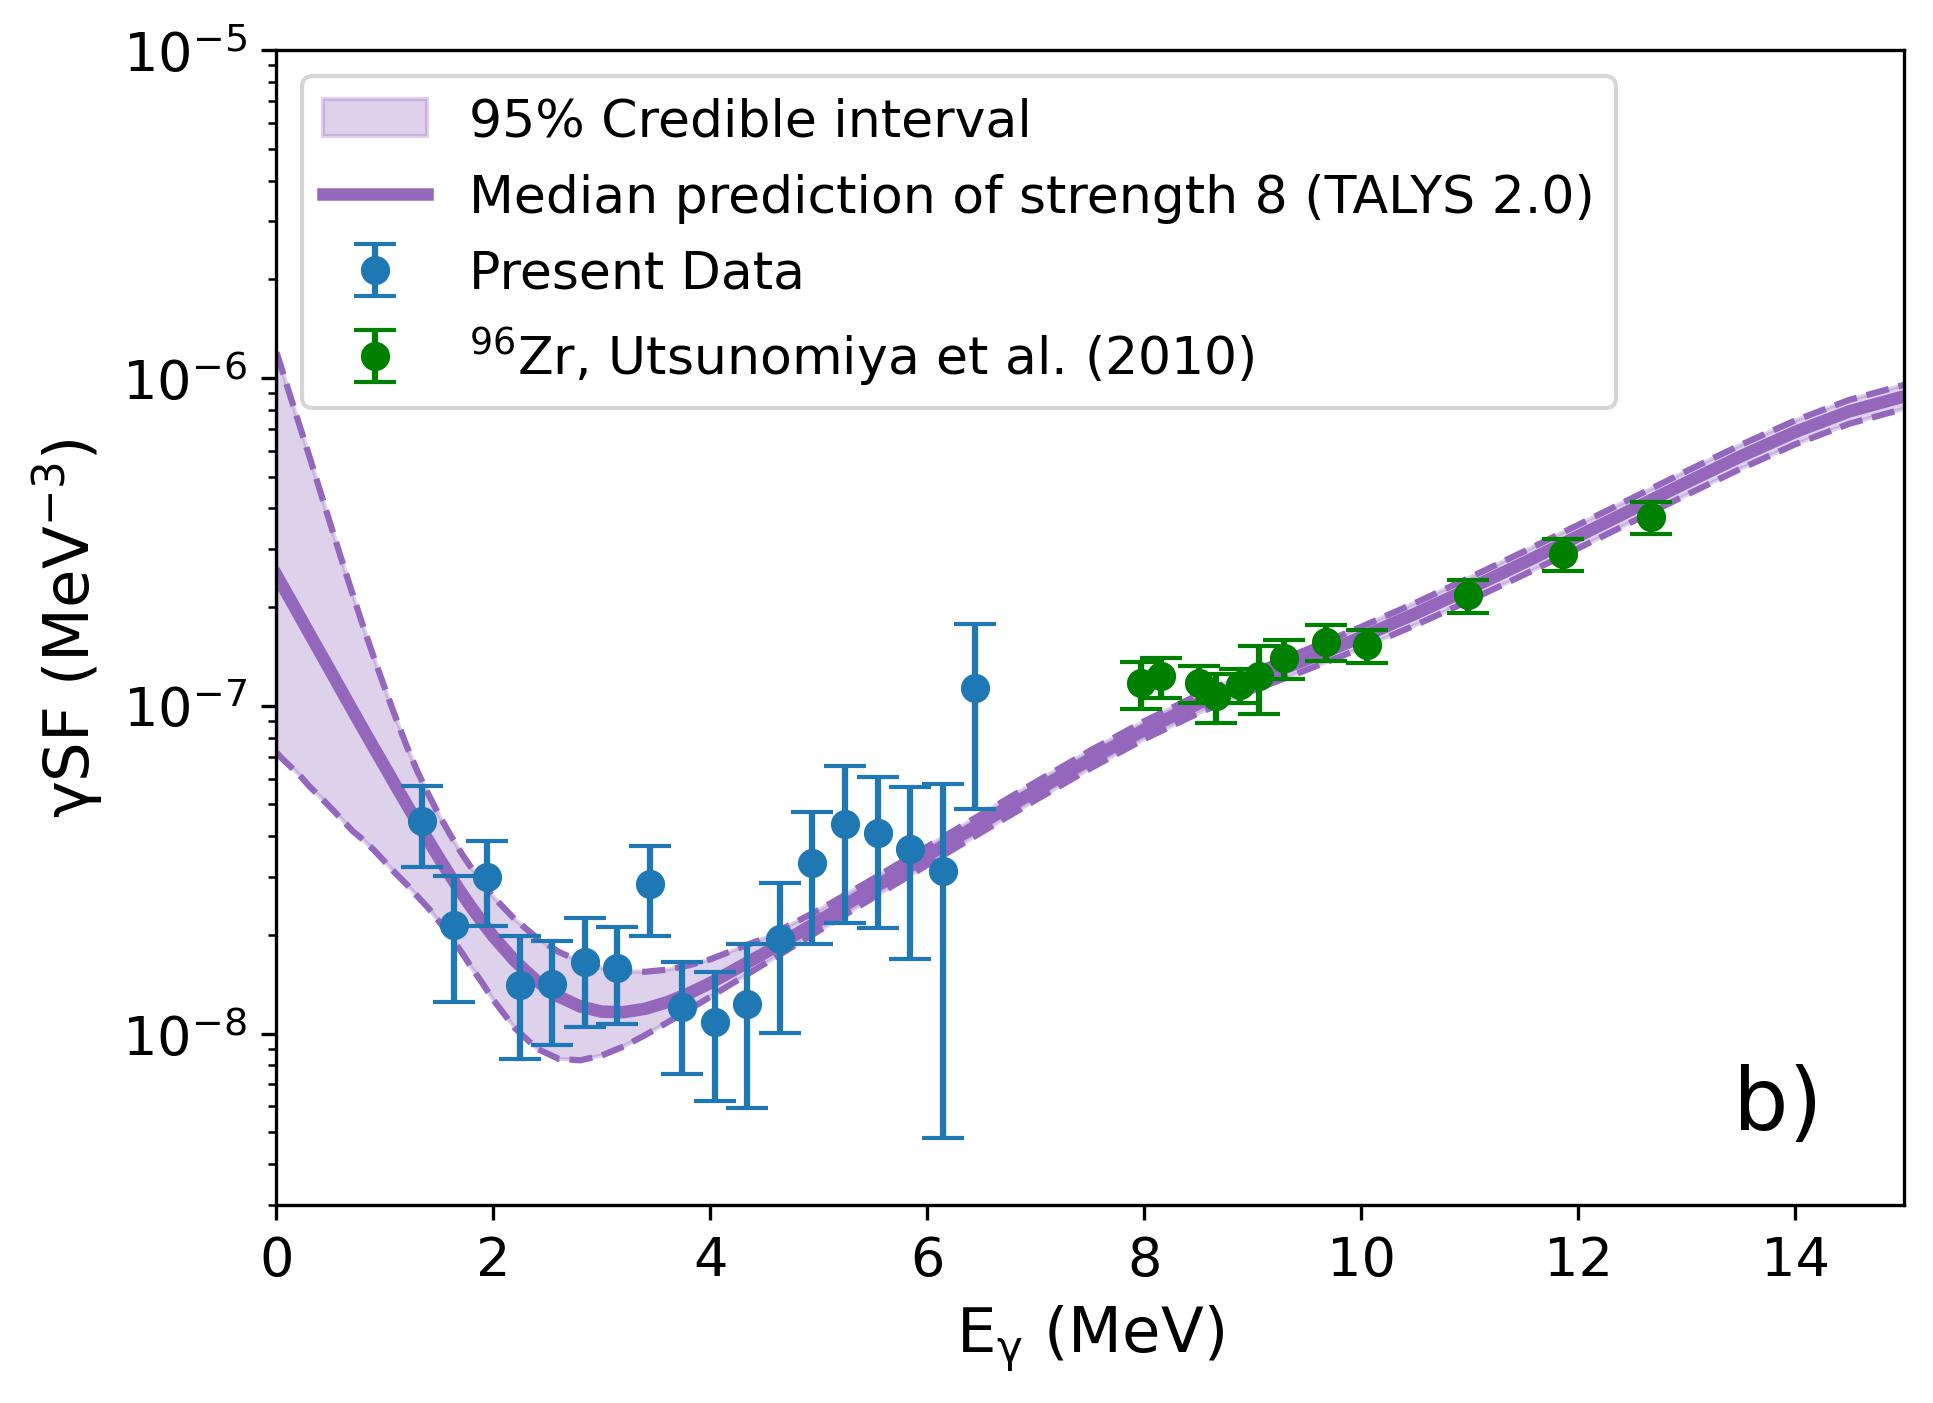 10⁻⁵
95% Credible interval
Median prediction of strength 8 (TALYS 2.0)
Present Data
⁹⁶Zr, Utsunomiya et al. (2010)
10⁻⁶
10⁻⁷
10⁻⁸
γSF (MeV⁻³)
b)
0 2 4 6 8 10 12 14
Eᵧ (MeV)